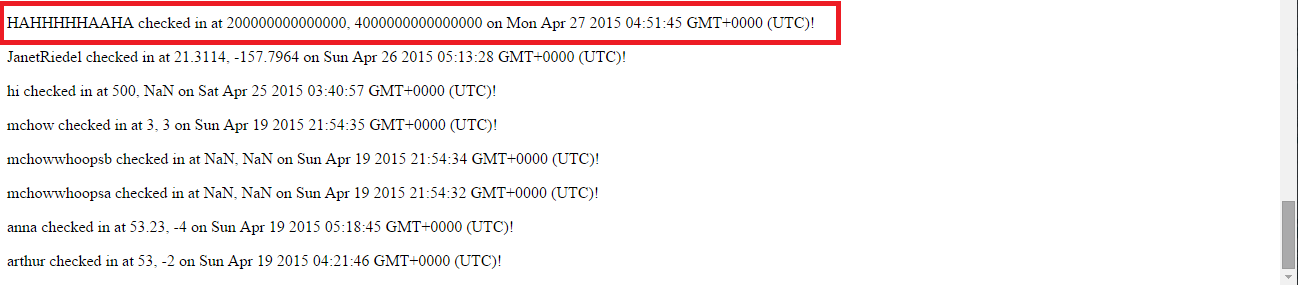 HAHHHHHAAHA checked in at 200000000000000, 4000000000000000 on Mon Apr 27 2015 04:51:45 GMT+0000 (UTC)!
JanetRiedel checked in at 21.3114, -157.7964 on Sun Apr 26 2015 05:13:28 GMT+0000 (UTC)!
hi checked in at 500, NaN on Sat Apr 25 2015 03:40:57 GMT+0000 (UTC)!
mchow checked in at 3, 3 on Sun Apr 19 2015 21:54:35 GMT+0000 (UTC)!
mchowwhoopsb checked in at NaN, NaN on Sun Apr 19 2015 21:54:34 GMT+0000 (UTC)!
mchowwhoopsa checked in at NaN, NaN on Sun Apr 19 2015 21:54:32 GMT+0000 (UTC)!
anna checked in at 53.23, -4 on Sun Apr 19 2015 05:18:45 GMT+0000 (UTC)!
arthur checked in at 53, -2 on Sun Apr 19 2015 04:21:46 GMT+0000 (UTC)!